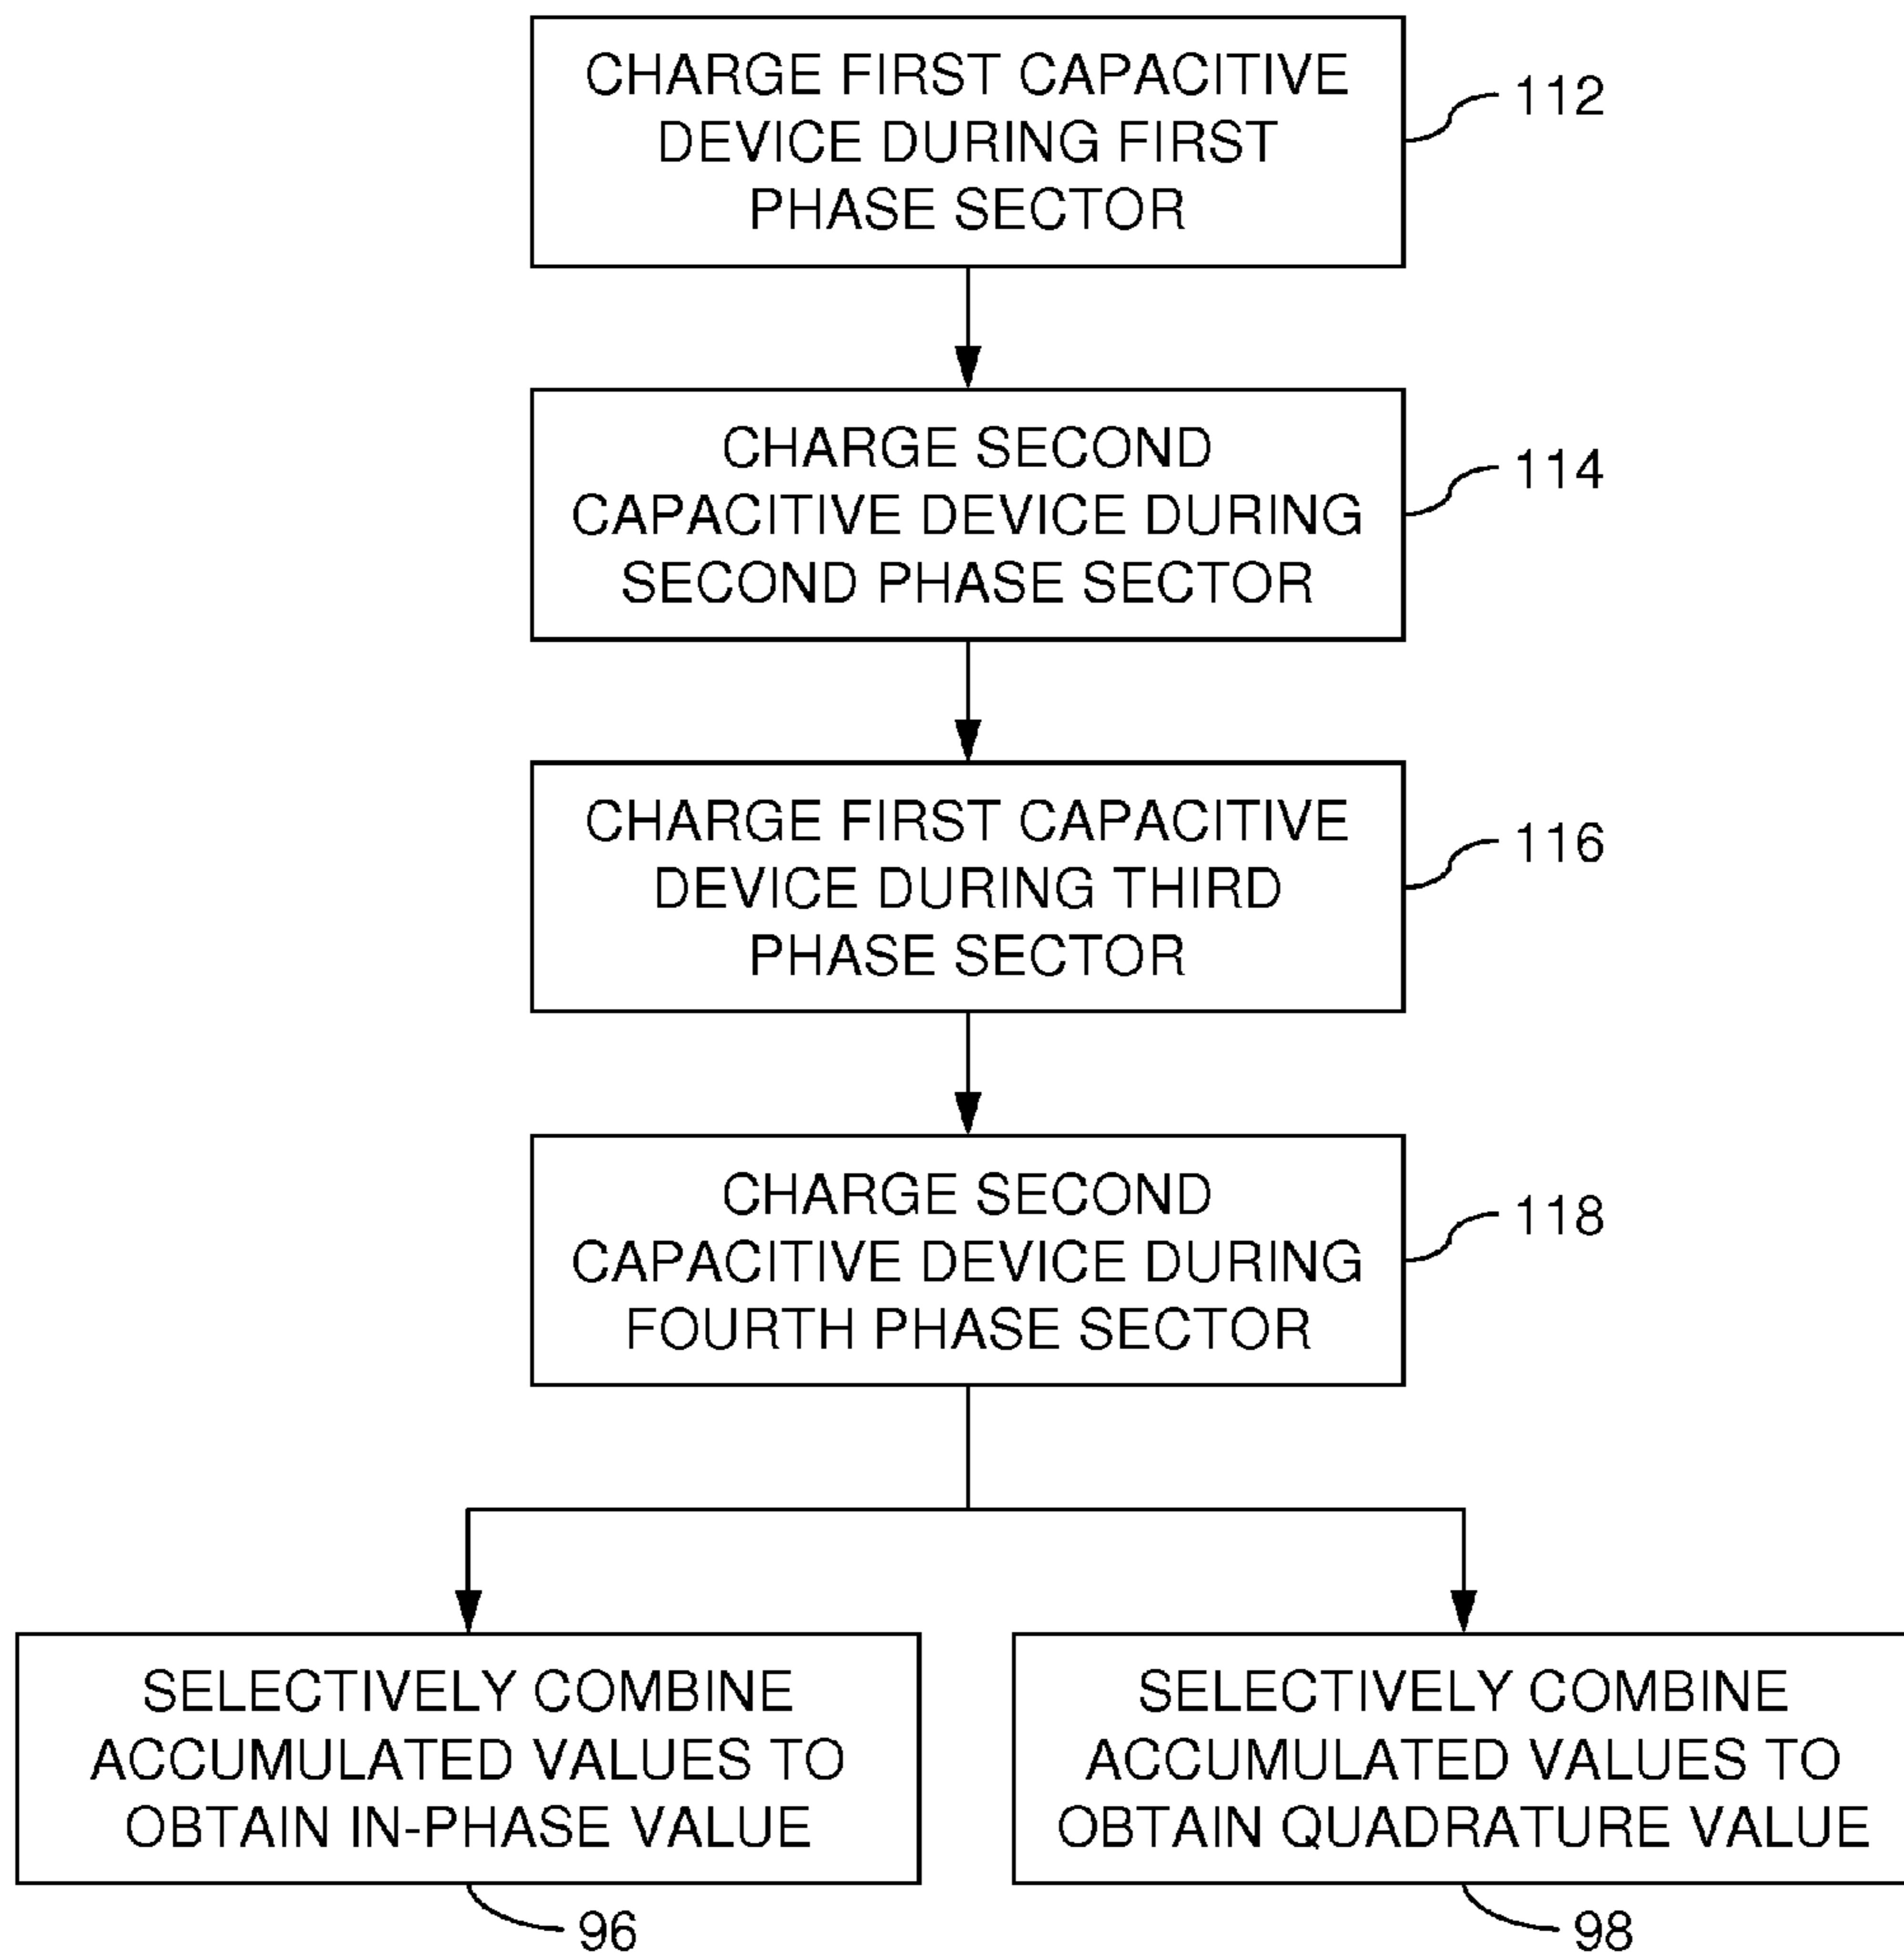 CHARGE FIRST CAPACITIVE
DEVICE DURING FIRST
PHASE SECTOR
112
CHARGE SECOND
CAPACITIVE DEVICE DURING
SECOND PHASE SECTOR
114
CHARGE FIRST CAPACITIVE
DEVICE DURING THIRD
PHASE SECTOR
116
CHARGE SECOND
CAPACITIVE DEVICE DURING
FOURTH PHASE SECTOR
118
SELECTIVELY COMBINE
ACCUMULATED VALUES TO
OBTAIN IN-PHASE VALUE
96
SELECTIVELY COMBINE
ACCUMULATED VALUES TO
OBTAIN QUADRATURE VALUE
98